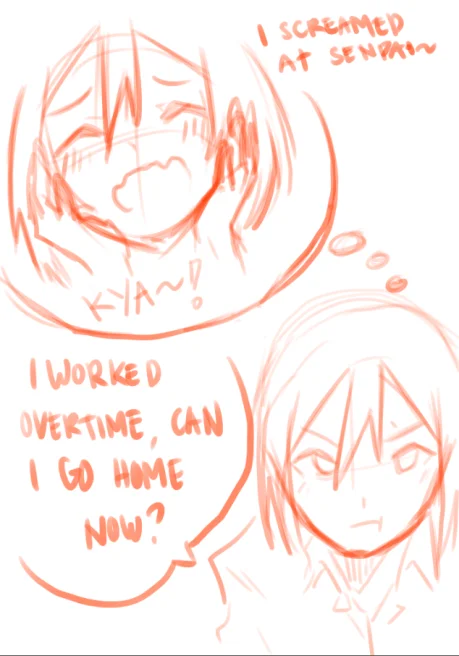 I SCREAMED
AT SENPAI~
KYA~!
I WORKED
OVERTIME, CAN
I GO HOME
NOW?